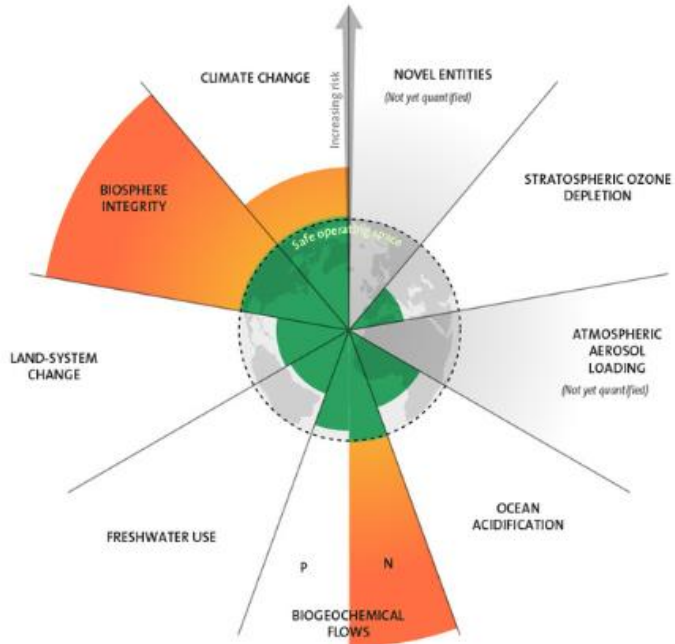 CLIMATE CHANGE
Increasing risk
NOVEL ENTITIES
(Not yet quantified)
STRATOSPHERIC OZONE
DEPLETION
BIOSPHERE
INTEGRITY
Safe operating space
LAND-SYSTEM
CHANGE
ATMOSPHERIC
AEROSOL
LOADING
(Not yet quantified)
OCEAN
ACIDIFICATION
FRESHWATER USE
P
N
BIOGEOCHEMICAL
FLOWS